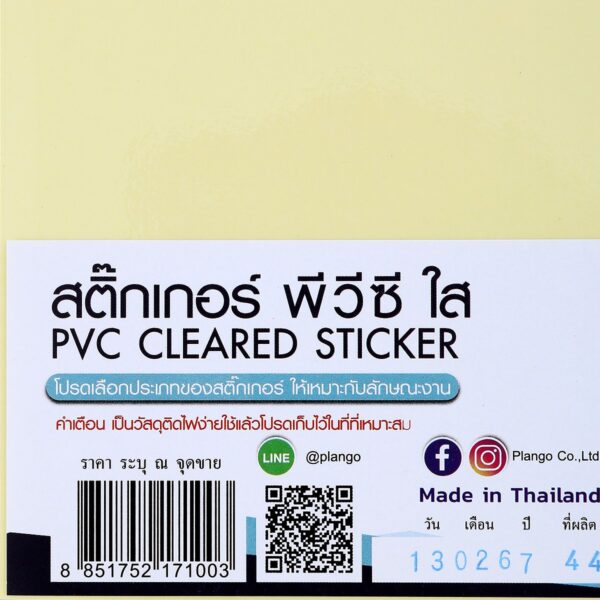 สติ๊กเกอร์ พีวีซี ใส
PVC CLEARED STICKER
โปรดเลือกประเภทของสติ๊กเกอร์ ให้เหมาะกับลักษณะงาน
คำเตือน เป็นวัสดุติดไฟง่ายใช้แล้วโปรดเก็บไว้ในที่ที่เหมาะสม
ราคา ระบุ ณ จุดขาย
LINE @plango
Plango Co.,Ltd
Made in Thailand
วัน เดือน ปี ที่ผลิต
130267 44
8 851752 171003